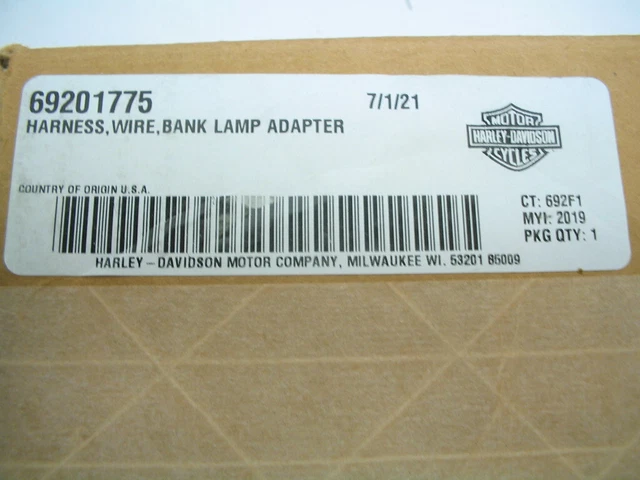 69201775 7/1/21
HARNESS,WIRE,BANK LAMP ADAPTER
MOTOR
HARLEY-DAVIDSON
CYCLES
COUNTRY OF ORIGIN U.S.A.
CT: 692F1
MYI: 2019
PKG QTY: 1
HARLEY-DAVIDSON MOTOR COMPANY, MILWAUKEE WI. 53201 85009